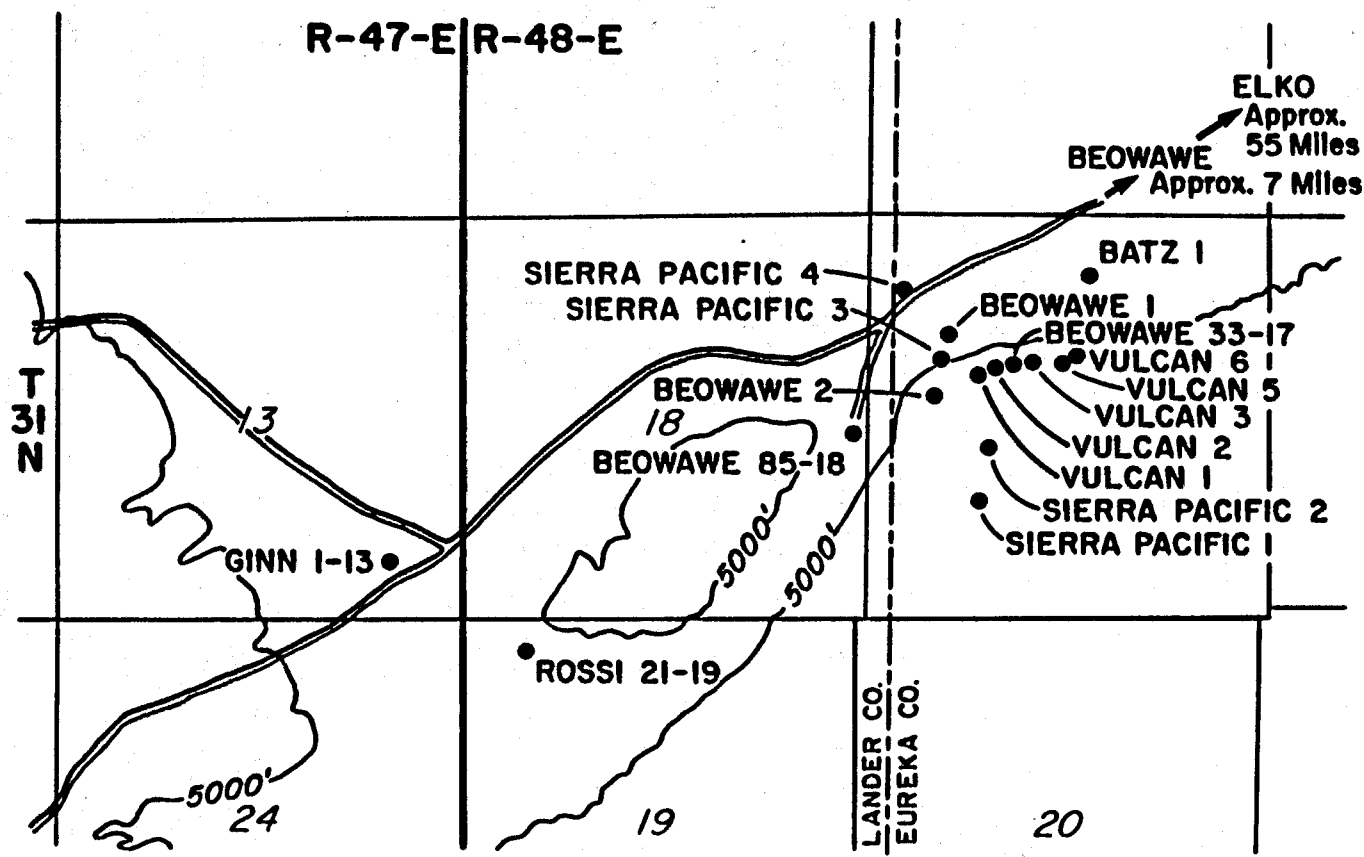 R-47-E R-48-E
ELKO
Approx.
55 Miles
BEOWAWE
Approx. 7 Miles
BATZ 1
SIERRA PACIFIC 4
SIERRA PACIFIC 3
BEOWAWE 1
BEOWAWE 33-17
VULCAN 6
VULCAN 5
VULCAN 3
VULCAN 2
VULCAN 1
SIERRA PACIFIC 2
SIERRA PACIFIC 1
T
31
N
13
18
BEOWAWE 2
BEOWAWE 85-18
5000'
5000'
GINN 1-13
ROSSI 21-19
5000'
24
19
LANDER CO.
EUREKA CO.
20